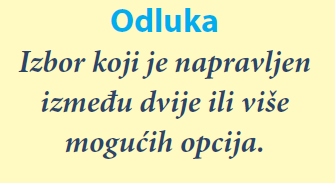 Odluka
Izbor koji je napravljen
između dvije ili više
mogućih opcija.